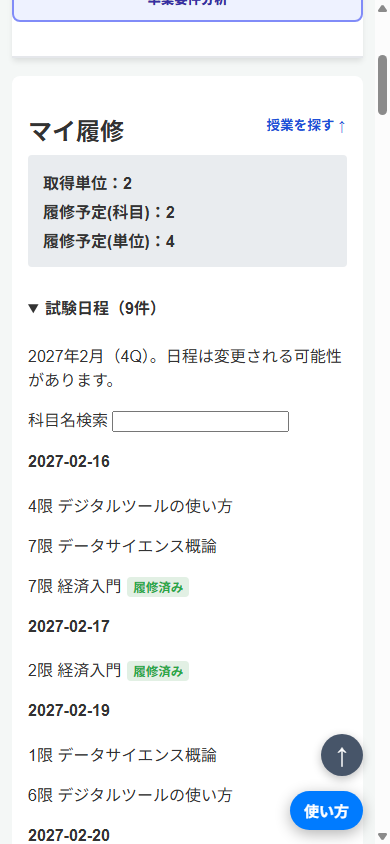 卒業要件分析
マイ履修
授業を探す↑
取得単位：2
履修予定(科目)：2
履修予定(単位)：4
▼ 試験日程（9件）
2027年2月（4Q）。日程は変更される可能性
があります。
科目名検索
2027-02-16
4限 デジタルツールの使い方
7限 データサイエンス概論
7限 経済入門 履修済み
2027-02-17
2限 経済入門 履修済み
2027-02-19
1限 データサイエンス概論
↑
6限 デジタルツールの使い方
使い方
2027-02-20